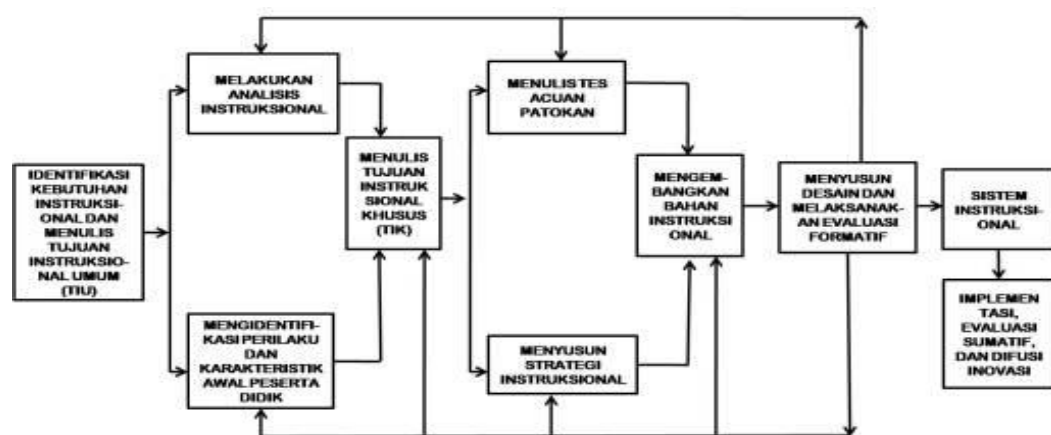 IDENTIFIKASI
KEBUTUHAN
INSTRUKSI-
ONAL DAN
MENULIS
TUJUAN
INSTRUKSIO-
NAL UMUM
(TIU)
MELAKUKAN
ANALISIS
INSTRUKSIONAL
MENGIDENTIFI-
KASI PERILAKU
DAN
KARAKTERISTIK
AWAL PESERTA
DIDIK
MENULIS
TUJUAN
INSTRUK
SIONAL
KHUSUS
(TIK)
MENULIS TES
ACUAN
PATOKAN
MENYUSUN
STRATEGI
INSTRUKSIONAL
MENGEM-
BANGKAN
BAHAN
INSTRUKSI
ONAL
MENYUSUN
DESAIN DAN
MELAKSANAK-
AN EVALUASI
FORMATIF
SISTEM
INSTRUKSI-
ONAL
IMPLEMEN
TASI,
EVALUASI
SUMATIF,
DAN DIFUSI
INOVASI